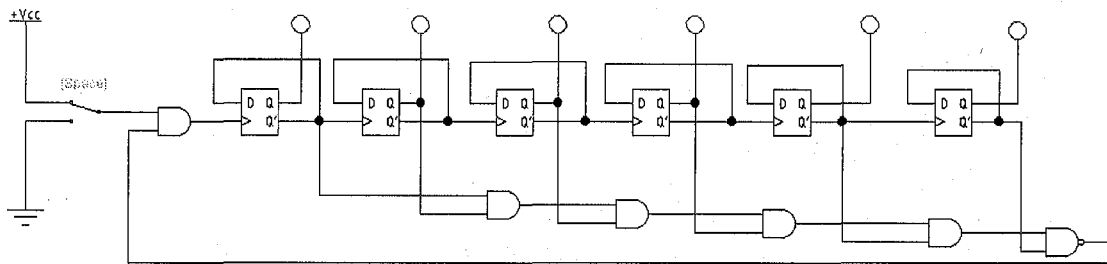 +Vcc
[Space]
D Q D Q D Q D Q D Q D Q
Q' Q' Q' Q' Q' Q'